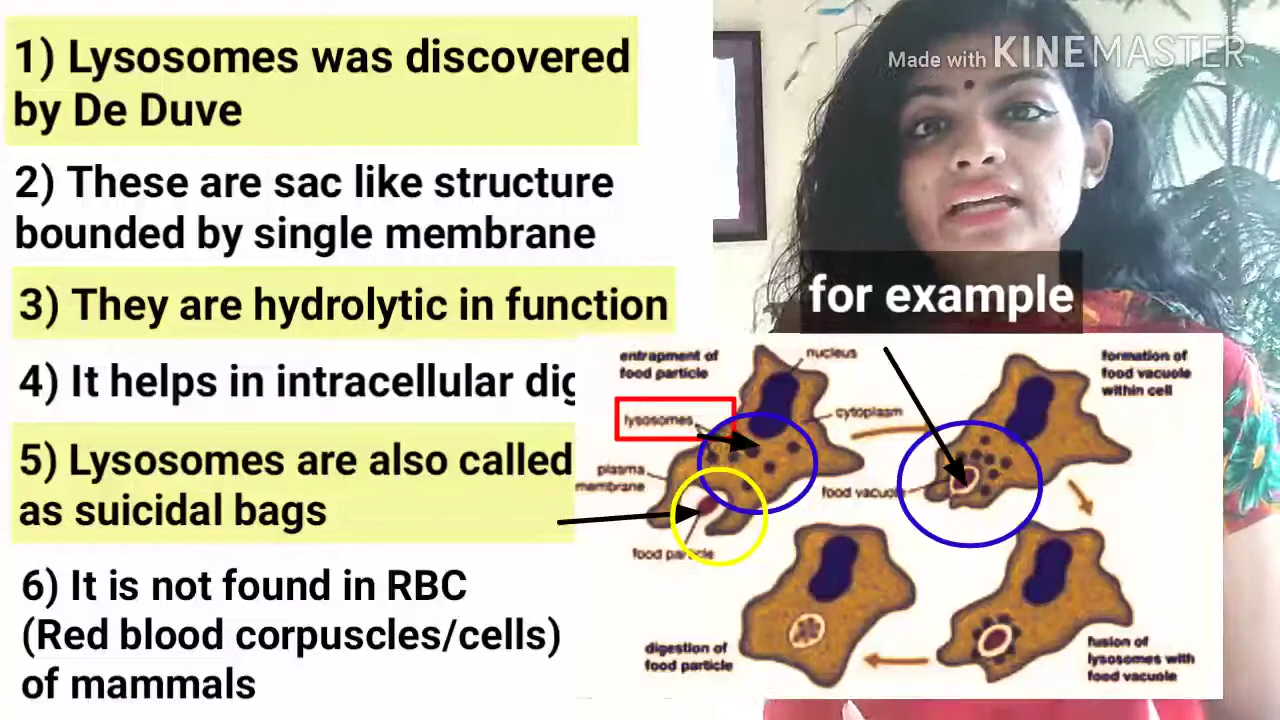 1) Lysosomes was discovered
by De Duve
2) These are sac like structure
bounded by single membrane
3) They are hydrolytic in function
4) It helps in intracellular dig
5) Lysosomes are also called
as suicidal bags
6) It is not found in RBC
(Red blood corpuscles/cells)
of mammals
Made with KINEMASTER
for example
entrapment of
food particle
nucleus
lysosomes
cytoplasm
plasma
membrane
food particle
formation of
food vacuole
within cell
food vacuole
fusion of
lysosomes with
food vacuole
digestion of
food particle